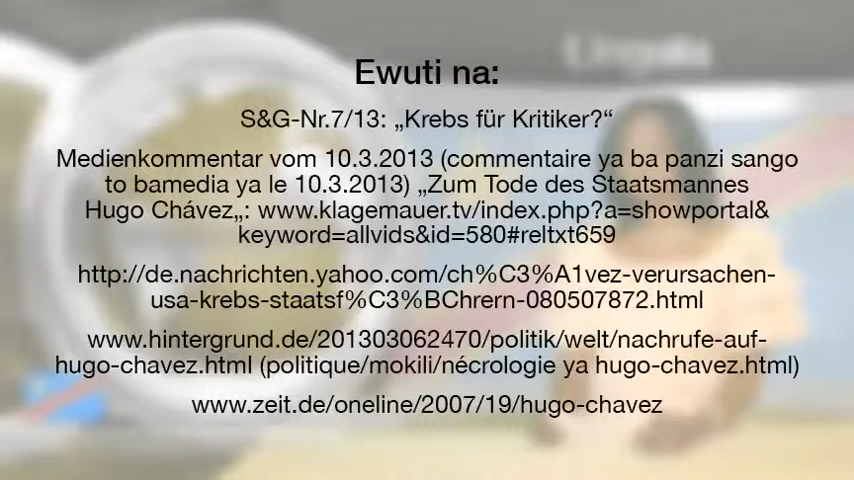 Lingala
Ewuti na:
S&G-Nr.7/13: „Krebs für Kritiker?“
Medienkommentar vom 10.3.2013 (commentaire ya ba panzi sango
to bamedia ya le 10.3.2013) „Zum Tode des Staatsmannes
Hugo Chávez„: www.klagemauer.tv/index.php?a=showportal&
keyword=allvids&id=580#reltxt659
http://de.nachrichten.yahoo.com/ch%C3%A1vez-verursachen-
usa-krebs-staatsf%C3%BChrern-080507872.html
www.hintergrund.de/201303062470/politik/welt/nachrufe-auf-
hugo-chavez.html (politique/mokili/nécrologie ya hugo-chavez.html)
www.zeit.de/oneline/2007/19/hugo-chavez